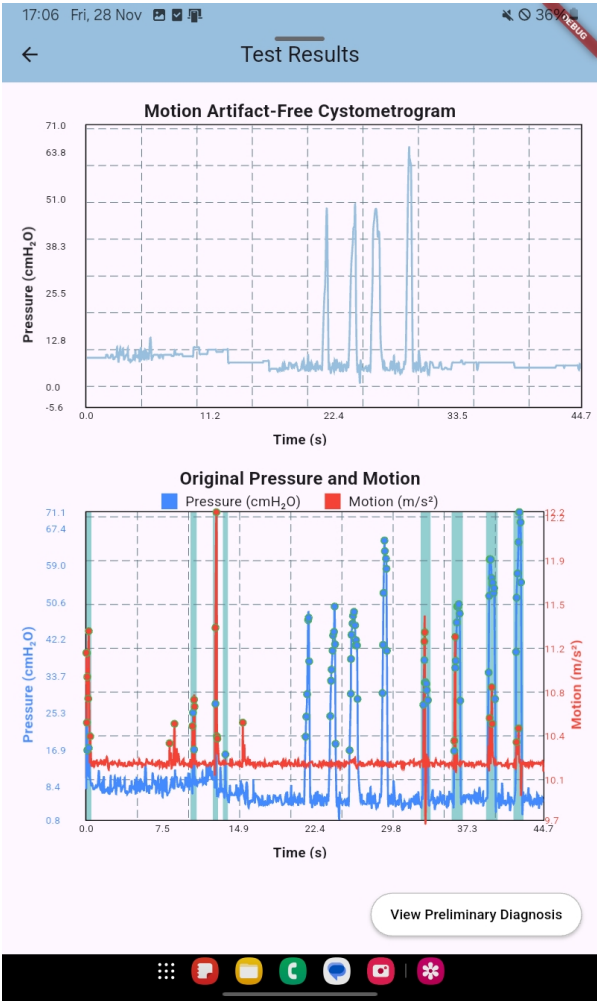 17:06 Fri, 28 Nov
36%
DEBUG
Test Results
Motion Artifact-Free Cystometrogram
71.0
63.8
51.0
38.3
25.5
12.8
0.0
-5.6
Pressure (cmH₂O)
0.0 11.2 22.4 33.5 44.7
Time (s)
Original Pressure and Motion
Pressure (cmH₂O) Motion (m/s²)
71.1
67.4
59.0
50.6
42.2
33.7
25.3
16.9
8.4
0.8
Pressure (cmH₂O)
12.2
12.2
11.9
11.5
11.2
10.8
10.4
10.1
9.7
Motion (m/s²)
0.0 7.5 14.9 22.4 29.8 37.3 44.7
Time (s)
View Preliminary Diagnosis